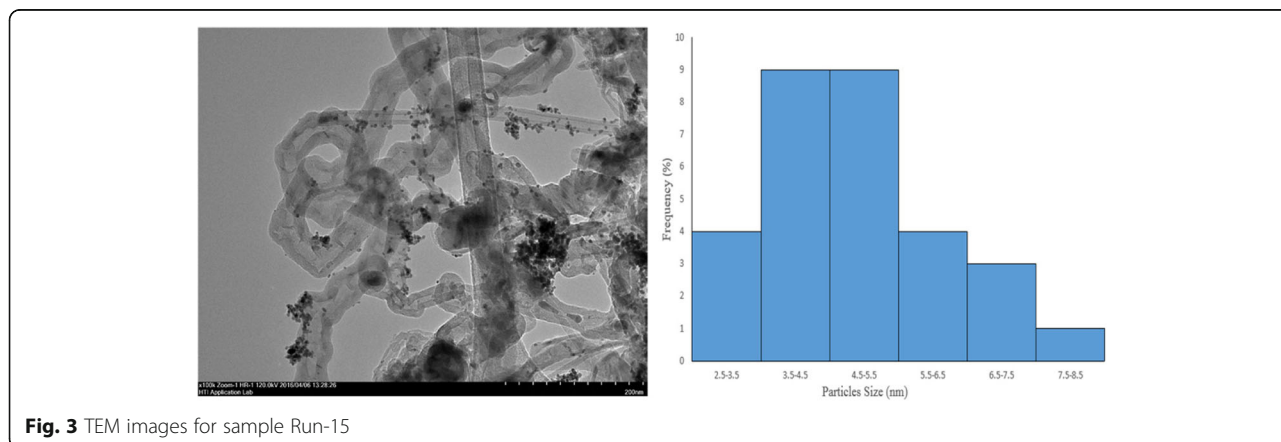 x100k Zoom-1 HR-1 120.0kV 2016/04/06 13:28:26
HTI Application Lab
200nm
10
9
8
7
6
5
4
3
2
1
0
Frequency (%)
2.5-3.5 3.5-4.5 4.5-5.5 5.5-6.5 6.5-7.5 7.5-8.5
Particles Size (nm)
Fig. 3 TEM images for sample Run-15